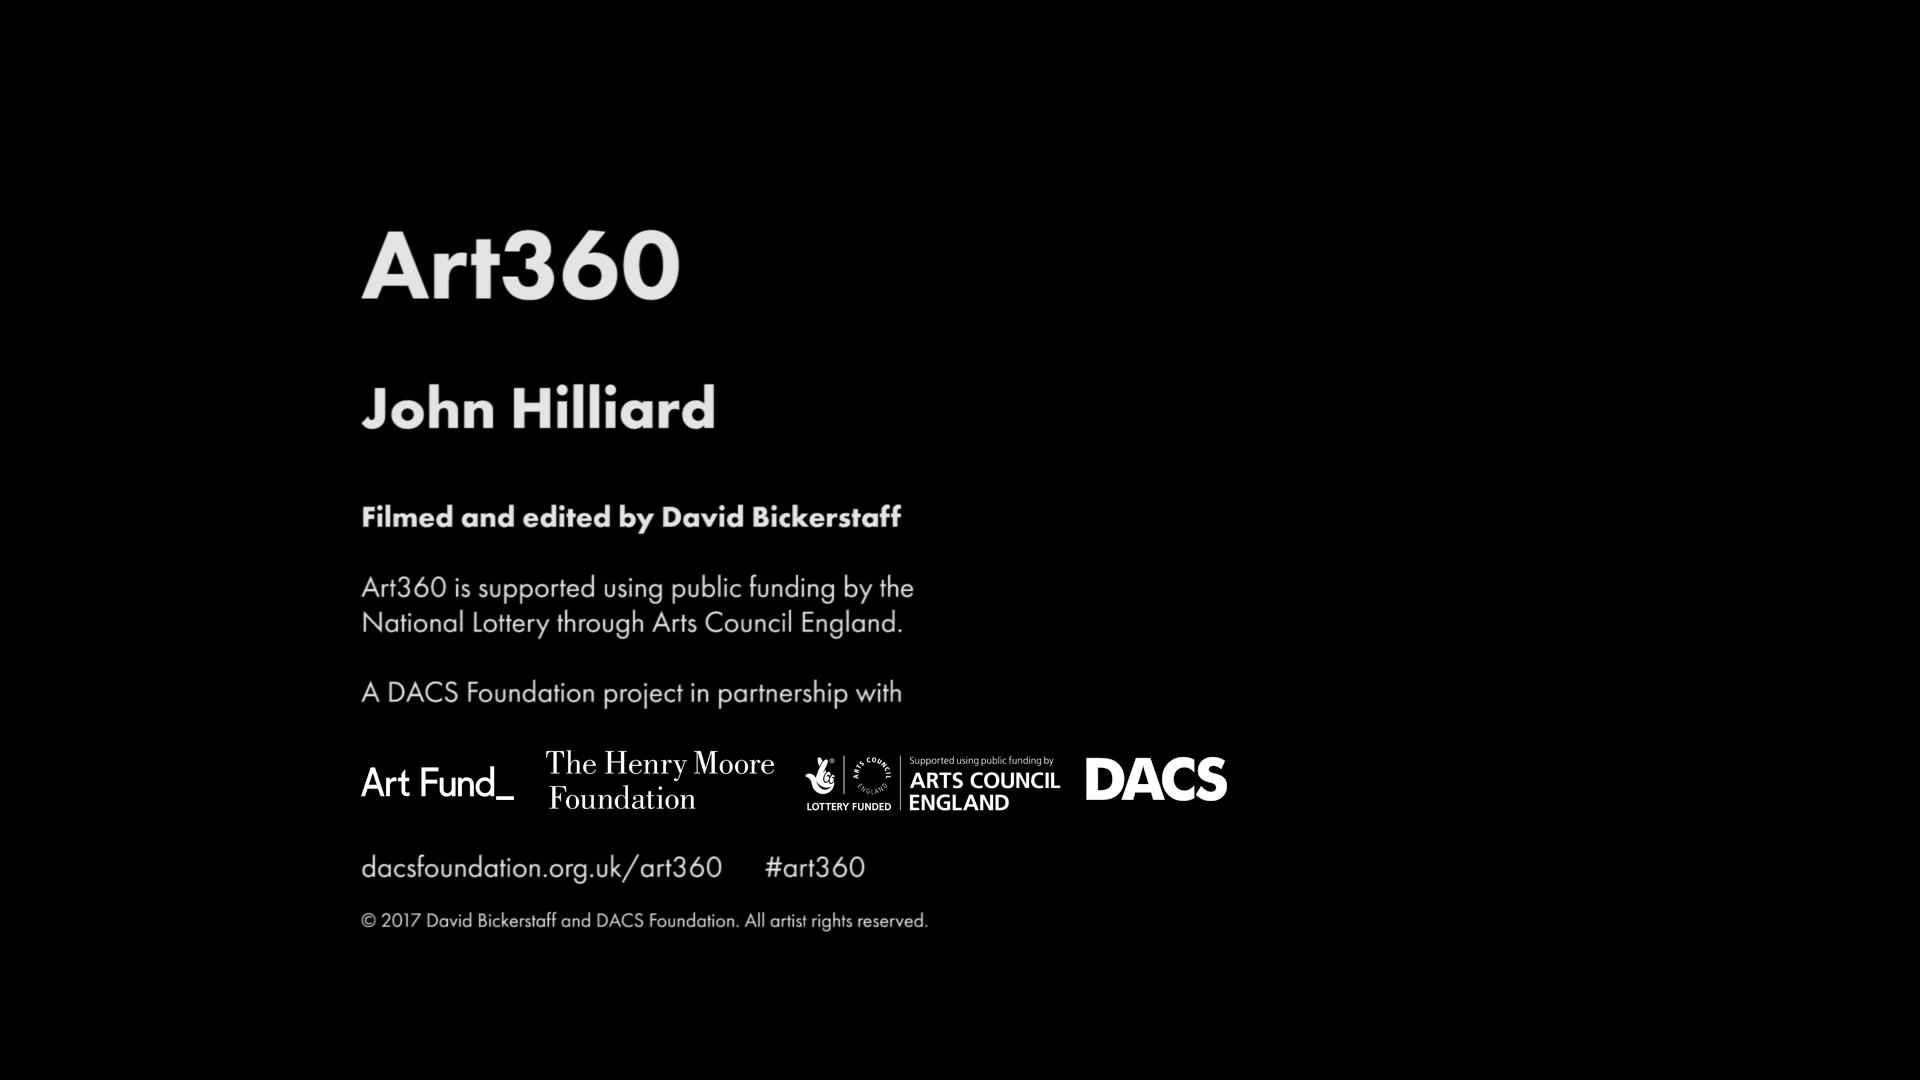 Art360
John Hilliard
Filmed and edited by David Bickerstaff
Art360 is supported using public funding by the
National Lottery through Arts Council England.
A DACS Foundation project in partnership with
Art Fund_
The Henry Moore
Foundation
ARTS COUNCIL
ENGLAND
LOTTERY FUNDED
Supported using public funding by
ARTS COUNCIL
ENGLAND
DACS
dacsfoundation.org.uk/art360 #art360
© 2017 David Bickerstaff and DACS Foundation. All artist rights reserved.